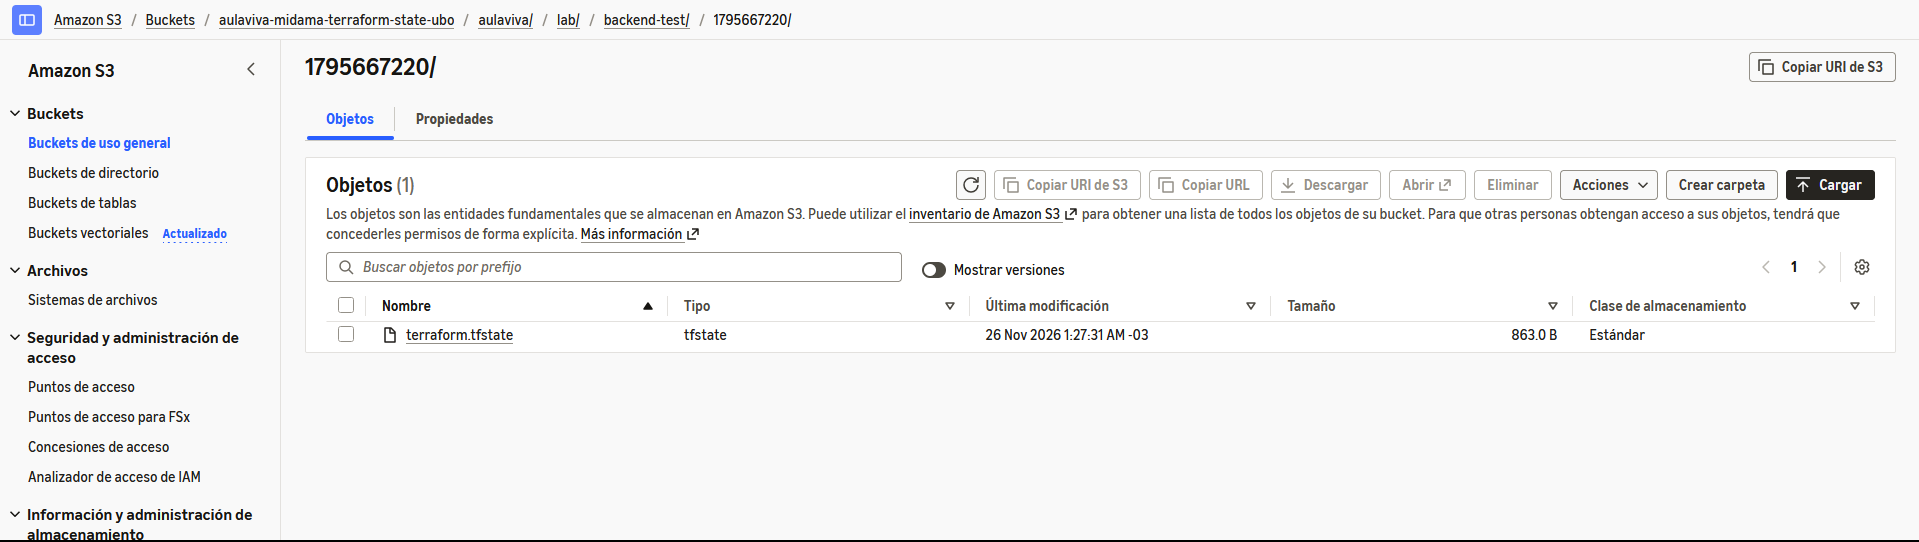 Amazon S3 / Buckets / aulaviva-midama-terraform-state-ubo / aulaviva/ / lab/ / backend-test/ / 1795667220/
Amazon S3
Buckets
Buckets de uso general
Buckets de directorio
Buckets de tablas
Buckets vectoriales Actualizado
Archivos
Sistemas de archivos
Seguridad y administración de
acceso
Puntos de acceso
Puntos de acceso para FSx
Concesiones de acceso
Analizador de acceso de IAM
Información y administración de
almacenamiento
1795667220/
Copiar URI de S3
Objetos Propiedades
Objetos (1)
Copiar URI de S3 Copiar URL Descargar Abrir Eliminar Acciones Crear carpeta Cargar
Los objetos son las entidades fundamentales que se almacenan en Amazon S3. Puede utilizar el inventario de Amazon S3 para obtener una lista de todos los objetos de su bucket. Para que otras personas obtengan acceso a sus objetos, tendrá que
concederles permisos de forma explícita. Más información
Buscar objetos por prefijo Mostrar versiones 1
Nombre Tipo Última modificación Tamaño Clase de almacenamiento
terraform.tfstate tfstate 26 Nov 2026 1:27:31 AM -03 863.0 B Estándar